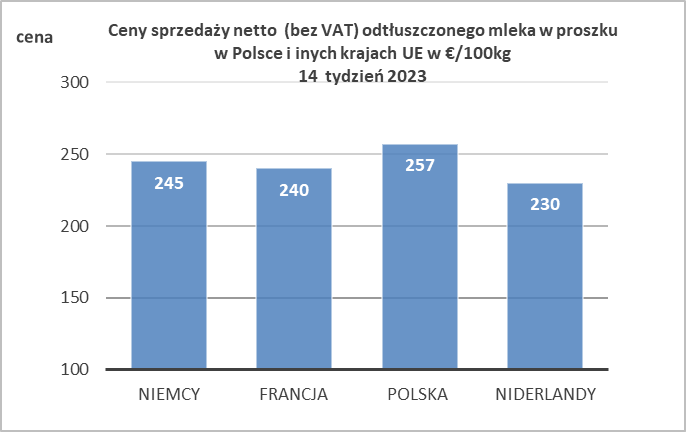 cena
Ceny sprzedaży netto (bez VAT) odtłuszczonego mleka w proszku
w Polsce i inych krajach UE w €/100kg
14 tydzień 2023
300
250
200
150
100
245
240
257
230
NIEMCY
FRANCJA
POLSKA
NIDERLANDY